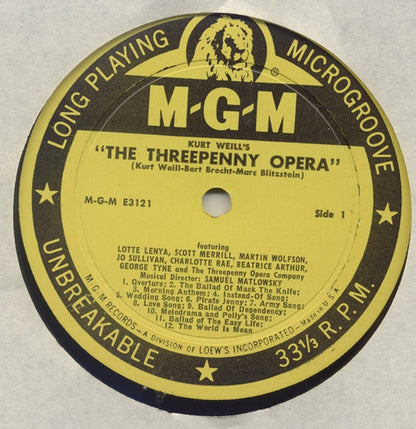 LONG PLAYING
MICROGROOVE
®
M-G-M
KURT WEILL'S
"THE THREEPENNY OPERA"
(Kurt Weill-Bert Brecht-Marc Blitzstein)
M-G-M E3121
Side 1
featuring
LOTTE LENYA, SCOTT MERRILL, MARTIN WOLFSON,
JO SULLIVAN, CHARLOTTE RAE, BEATRICE ARTHUR,
GEORGE TYNE and The Threepenny Opera Company
Musical Director: SAMUEL MATLOWSKY
1. Overture; 2. The Ballad Of Mack The Knife;
3. Morning Anthem; 4. Instead-Of Song;
5. Wedding Song; 6. Pirate Jenny; 7. Army Song;
8. Love Song; 9. Ballad of Dependency;
10. Melodrama and Polly's Song;
11. Ballad of The Easy Life;
12. The World Is Mean
UNBREAKABLE
33⅓ R.P.M.
M.G.M RECORDS—A DIVISION OF LOEW'S INCORPORATED—Made in U.S.A